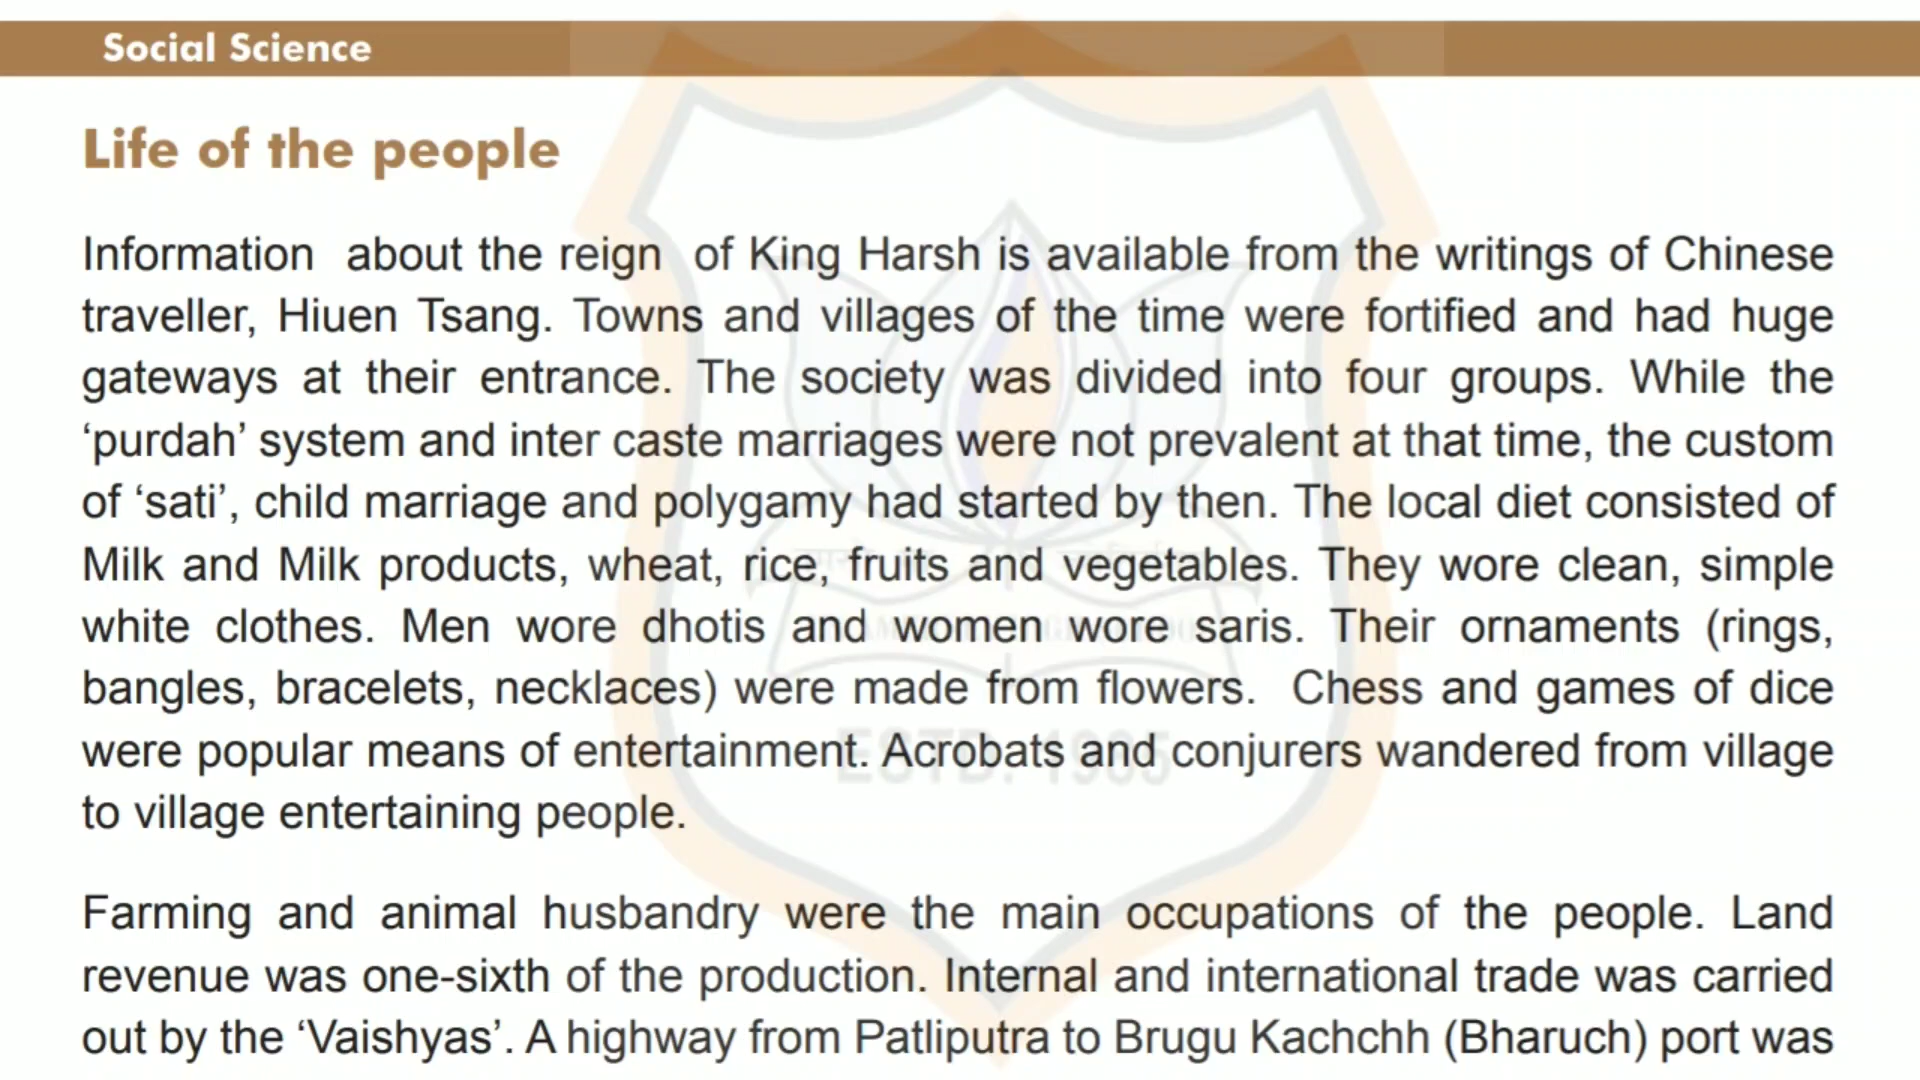 Social Science
Life of the people
Information about the reign of King Harsh is available from the writings of Chinese
traveller, Hiuen Tsang. Towns and villages of the time were fortified and had huge
gateways at their entrance. The society was divided into four groups. While the
‘purdah’ system and inter caste marriages were not prevalent at that time, the custom
of ‘sati’, child marriage and polygamy had started by then. The local diet consisted of
Milk and Milk products, wheat, rice, fruits and vegetables. They wore clean, simple
white clothes. Men wore dhotis and women wore saris. Their ornaments (rings,
bangles, bracelets, necklaces) were made from flowers. Chess and games of dice
were popular means of entertainment. Acrobats and conjurers wandered from village
to village entertaining people.
Farming and animal husbandry were the main occupations of the people. Land
revenue was one-sixth of the production. Internal and international trade was carried
out by the ‘Vaishyas’. A highway from Patliputra to Brugu Kachchh (Bharuch) port was
ESTD. 1985